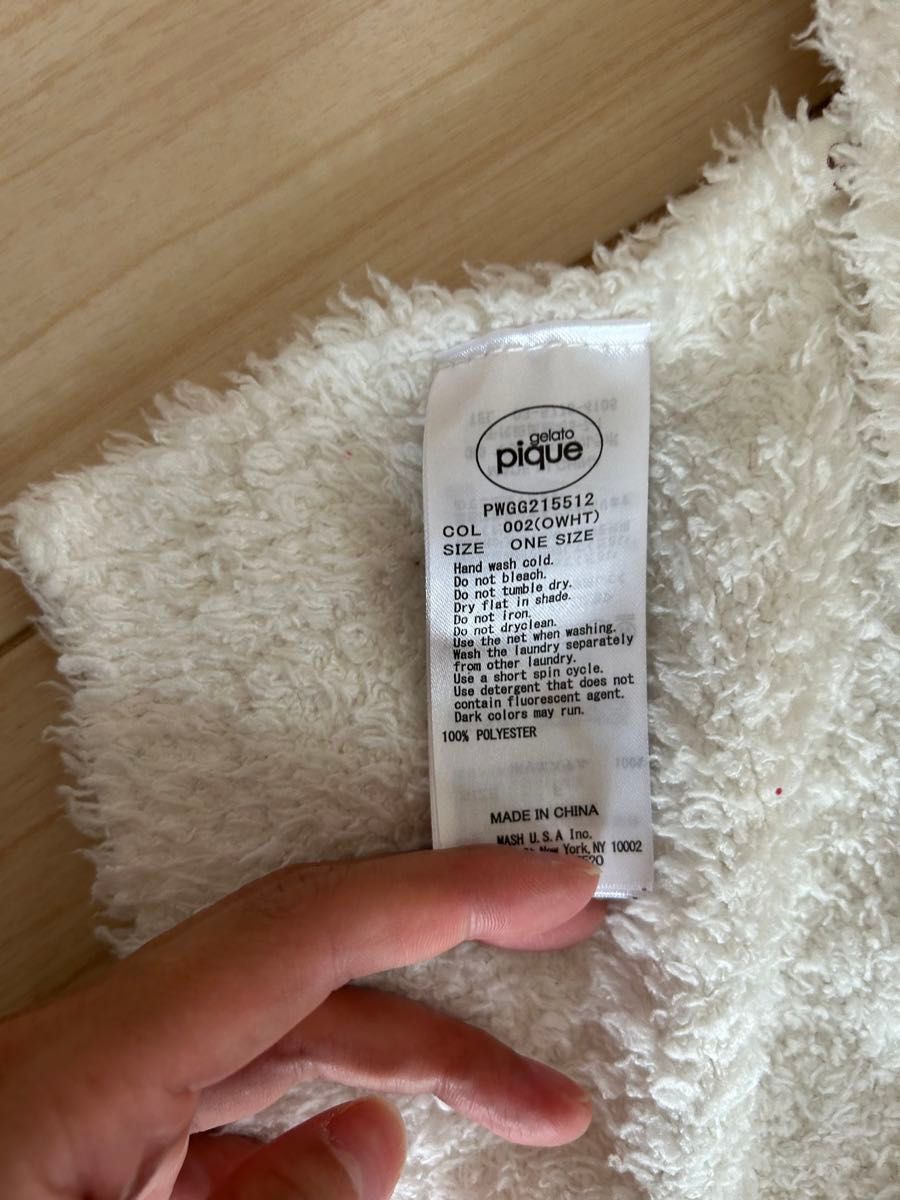 gelato
pique
PWGG215512
COL 002(OWHT)
SIZE ONE SIZE
Hand wash cold.
Do not bleach.
Do not tumble dry.
Dry flat in shade.
Do not iron.
Do not dryclean.
Use the net when washing.
Wash the laundry separately
from other laundry.
Use a short spin cycle.
Use detergent that does not
contain fluorescent agent.
Dark colors may run.
100% POLYESTER
MADE IN CHINA
MASH U.S.A Inc.
New York, NY 10002